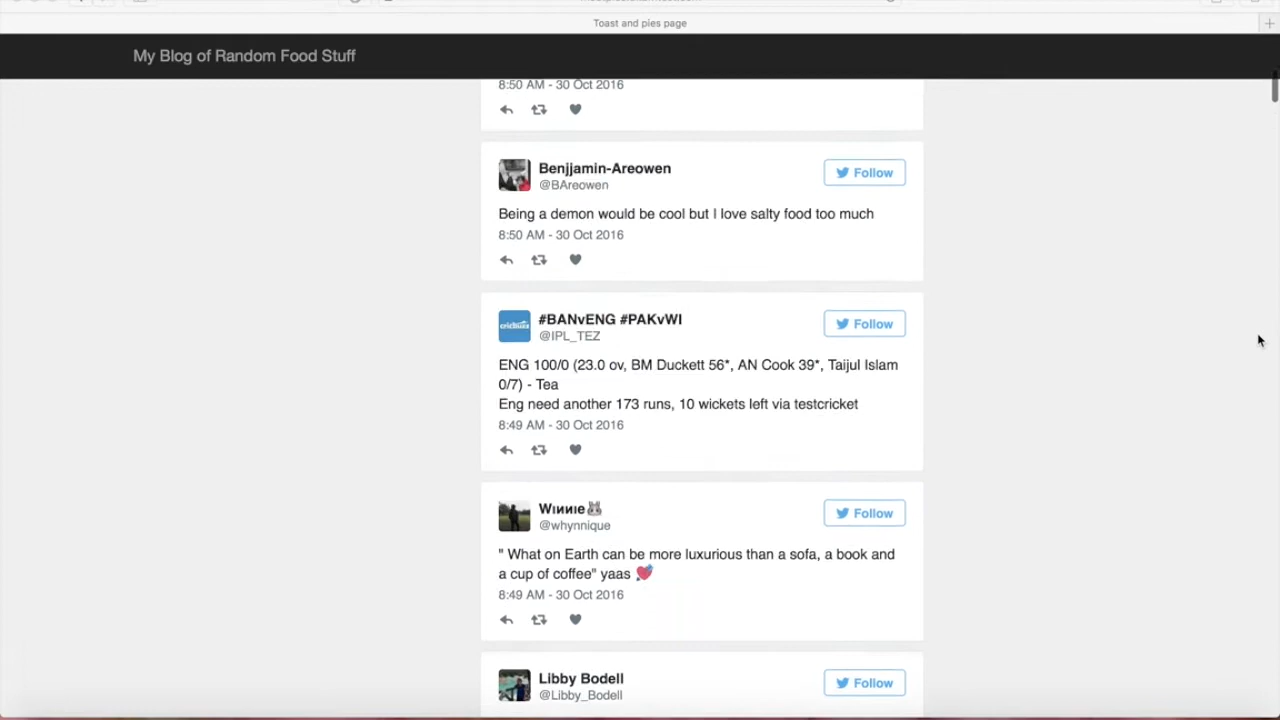 Toast and pies page
My Blog of Random Food Stuff
8:50 AM - 30 Oct 2016
Benjjamin-Areowen
@BAreowen
Follow
Being a demon would be cool but I love salty food too much
8:50 AM - 30 Oct 2016
#BANvENG #PAKvWI
@IPL_TEZ
Follow
cricbuzz
ENG 100/0 (23.0 ov, BM Duckett 56*, AN Cook 39*, Taijul Islam
0/7) - Tea
Eng need another 173 runs, 10 wickets left via testcricket
8:49 AM - 30 Oct 2016
Wιииιe🐰
@whynnique
Follow
" What on Earth can be more luxurious than a sofa, a book and
a cup of coffee" yaas 💘
8:49 AM - 30 Oct 2016
Libby Bodell
@Libby_Bodell
Follow